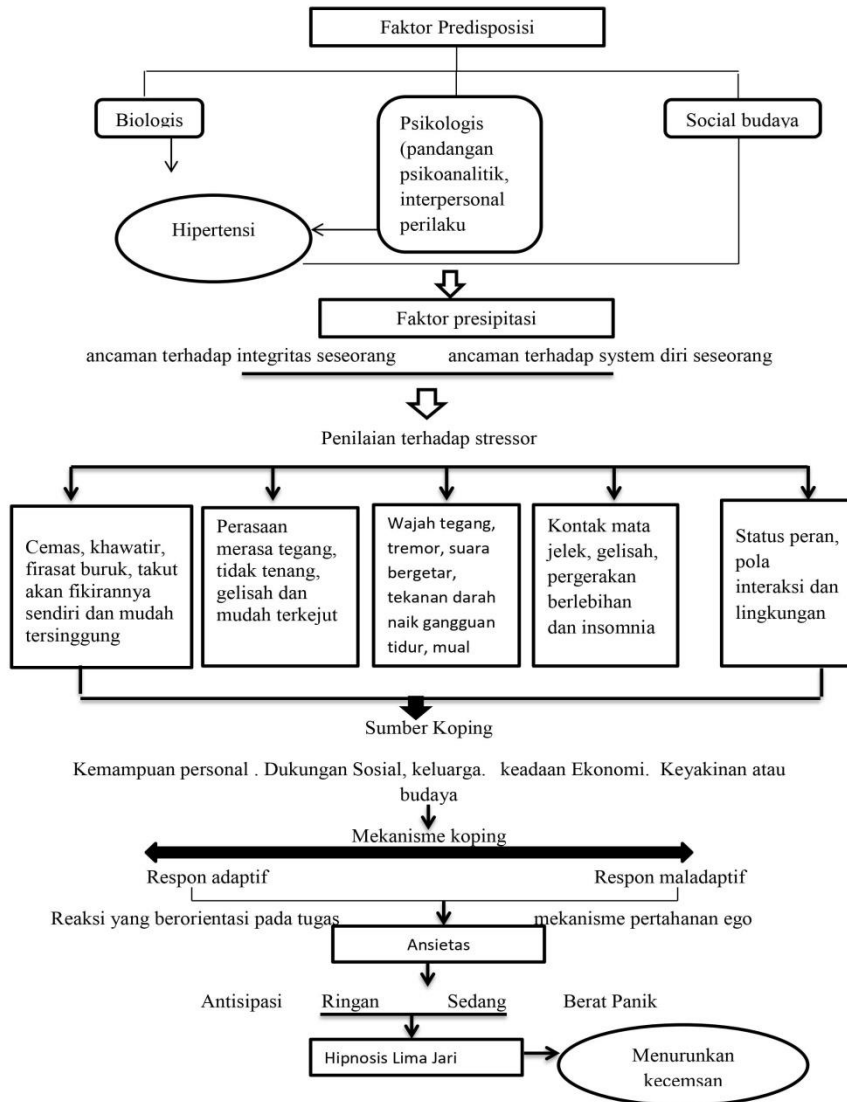 Faktor Predisposisi
Biologis
Psikologis
(pandangan
psikoanalitik,
interpersonal
perilaku
Social budaya
Hipertensi
Faktor presipitasi
ancaman terhadap integritas seseorang
ancaman terhadap system diri seseorang
Penilaian terhadap stressor
Cemas, khawatir,
firasat buruk, takut
akan fikirannya
sendiri dan mudah
tersinggung
Perasaan
merasa tegang,
tidak tenang,
gelisah dan
mudah terkejut
Wajah tegang,
tremor, suara
bergetar,
tekanan darah
naik gangguan
tidur, mual
Kontak mata
jelek, gelisah,
pergerakan
berlebihan
dan insomnia
Status peran,
pola
interaksi dan
lingkungan
Sumber Koping
Kemampuan personal . Dukungan Sosial, keluarga. keadaan Ekonomi. Keyakinan atau
budaya
Mekanisme koping
Respon adaptif
Respon maladaptif
Reaksi yang berorientasi pada tugas
mekanisme pertahanan ego
Ansietas
Antisipasi Ringan Sedang Berat Panik
Hipnosis Lima Jari
Menurunkan
kecemsan